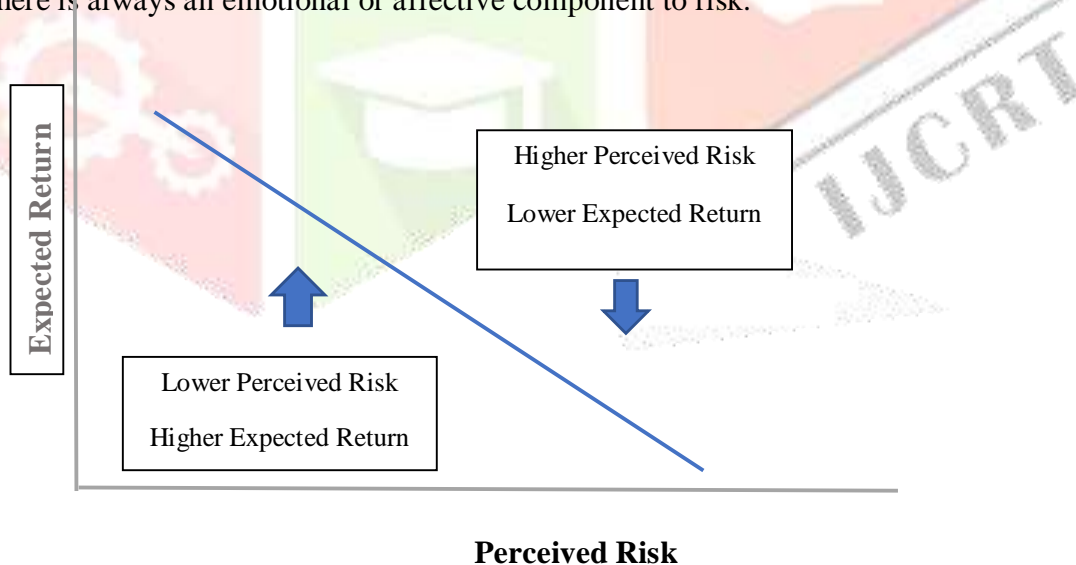 here is always an emotional or affective component to risk.
Expected Return
Higher Perceived Risk
Lower Expected Return
Lower Perceived Risk
Higher Expected Return
Perceived Risk
IJCRT